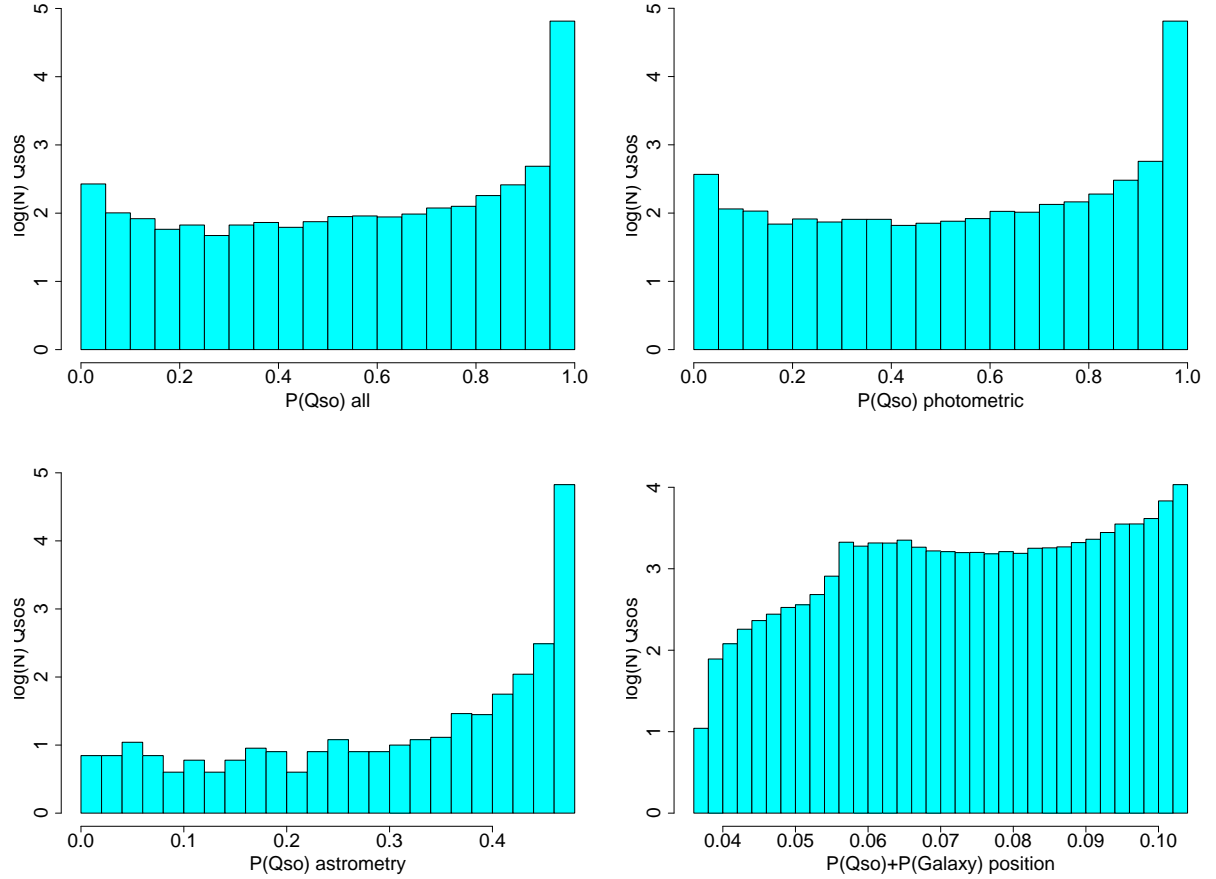 5
4
3
2
1
0
log(N) Qsos
0.0 0.2 0.4 0.6 0.8 1.0
P(Qso) all
5
4
3
2
1
0
log(N) Qsos
0.0 0.2 0.4 0.6 0.8 1.0
P(Qso) photometric
5
4
3
2
1
0
log(N) Qsos
0.0 0.1 0.2 0.3 0.4
P(Qso) astrometry
4
3
2
1
0
log(N) Qsos
0.04 0.05 0.06 0.07 0.08 0.09 0.10
P(Qso)+P(Galaxy) position